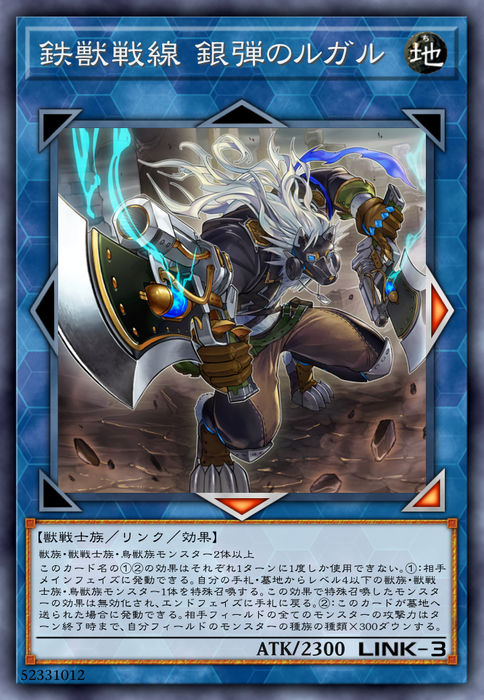 鉄獣戦線 銀弾のルガル
ち
地
【獣戦士族／リンク／効果】
獣族・獣戦士族・鳥獣族モンスター2体以上
このカード名の①②の効果はそれぞれ1ターンに1度しか使用できない。①：相手
メインフェイズに発動できる。自分の手札・墓地からレベル4以下の獣族・獣戦
士族・鳥獣族モンスター1体を特殊召喚する。この効果で特殊召喚したモンスター
の効果は無効化され、エンドフェイズに手札に戻る。②：このカードが墓地へ
送られた場合に発動できる。相手フィールドの全てのモンスターの攻撃力はター
ン終了時まで、自分フィールドのモンスターの種族の種類×300ダウンする。
ATK/2300 LINK-3
52331012